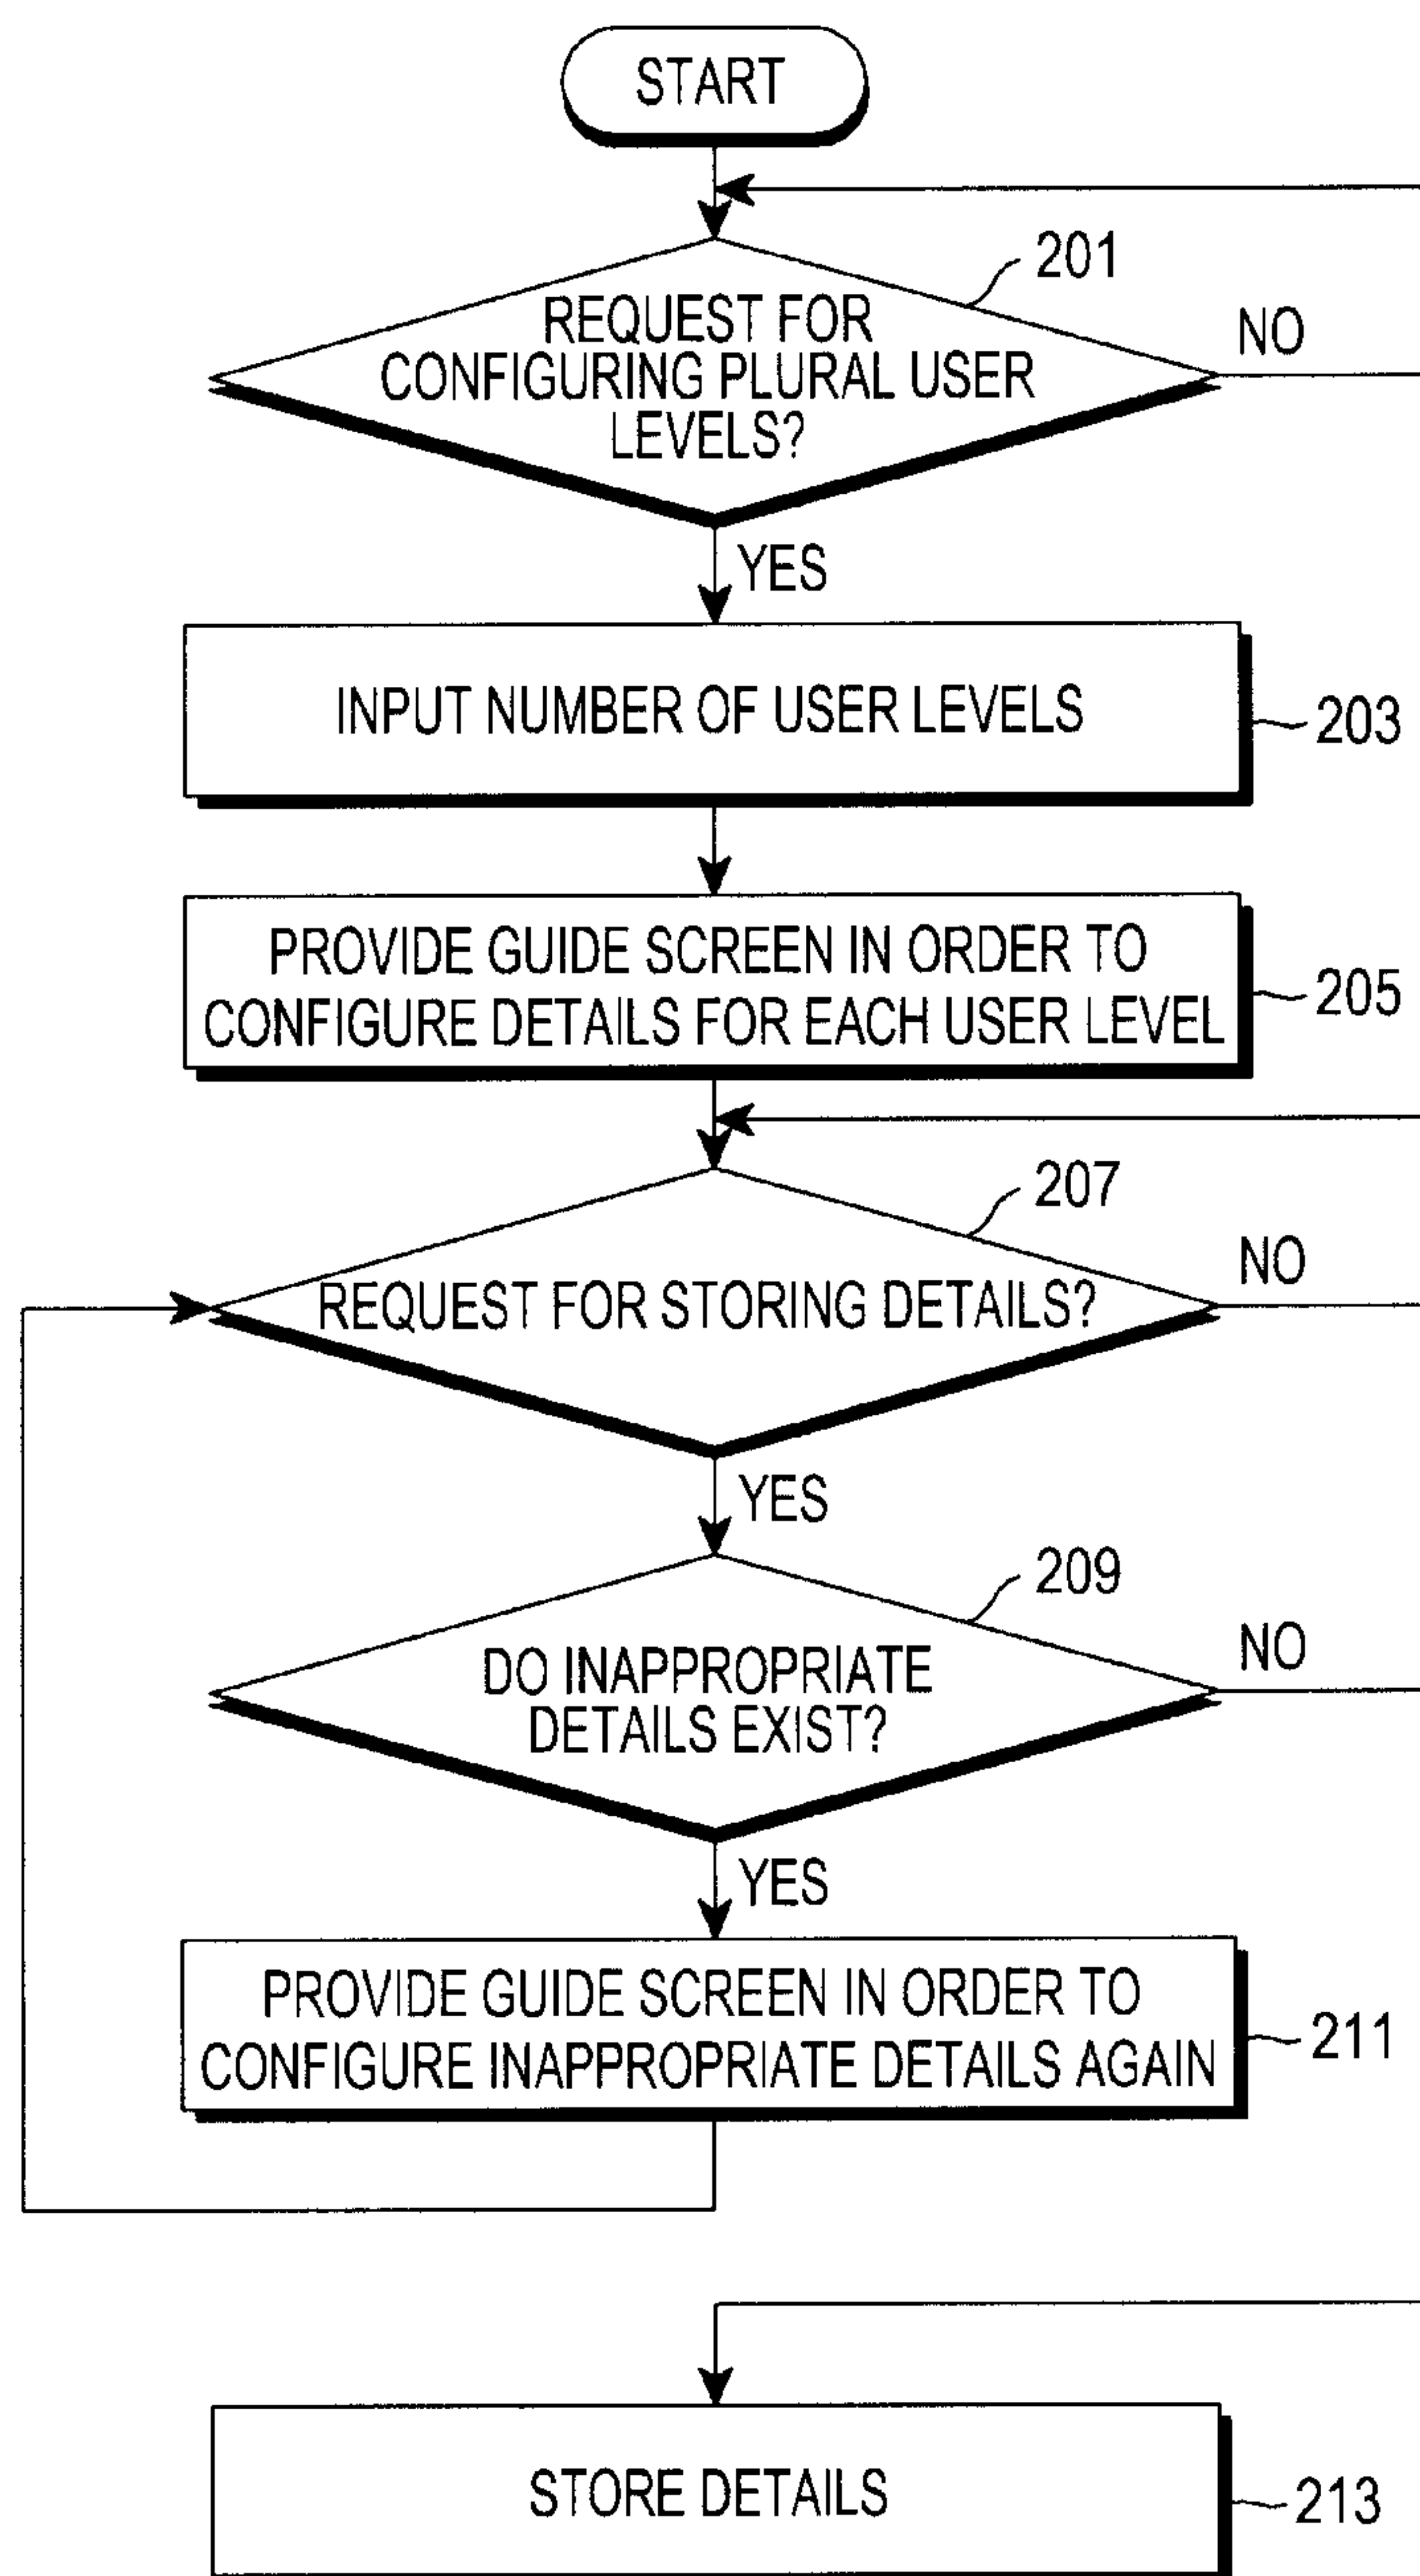 START
201
REQUEST FOR
CONFIGURING PLURAL USER
LEVELS?
NO
YES
INPUT NUMBER OF USER LEVELS
203
PROVIDE GUIDE SCREEN IN ORDER TO
CONFIGURE DETAILS FOR EACH USER LEVEL
205
207
REQUEST FOR STORING DETAILS?
NO
YES
209
DO INAPPROPRIATE
DETAILS EXIST?
NO
YES
PROVIDE GUIDE SCREEN IN ORDER TO
CONFIGURE INAPPROPRIATE DETAILS AGAIN
211
STORE DETAILS
213